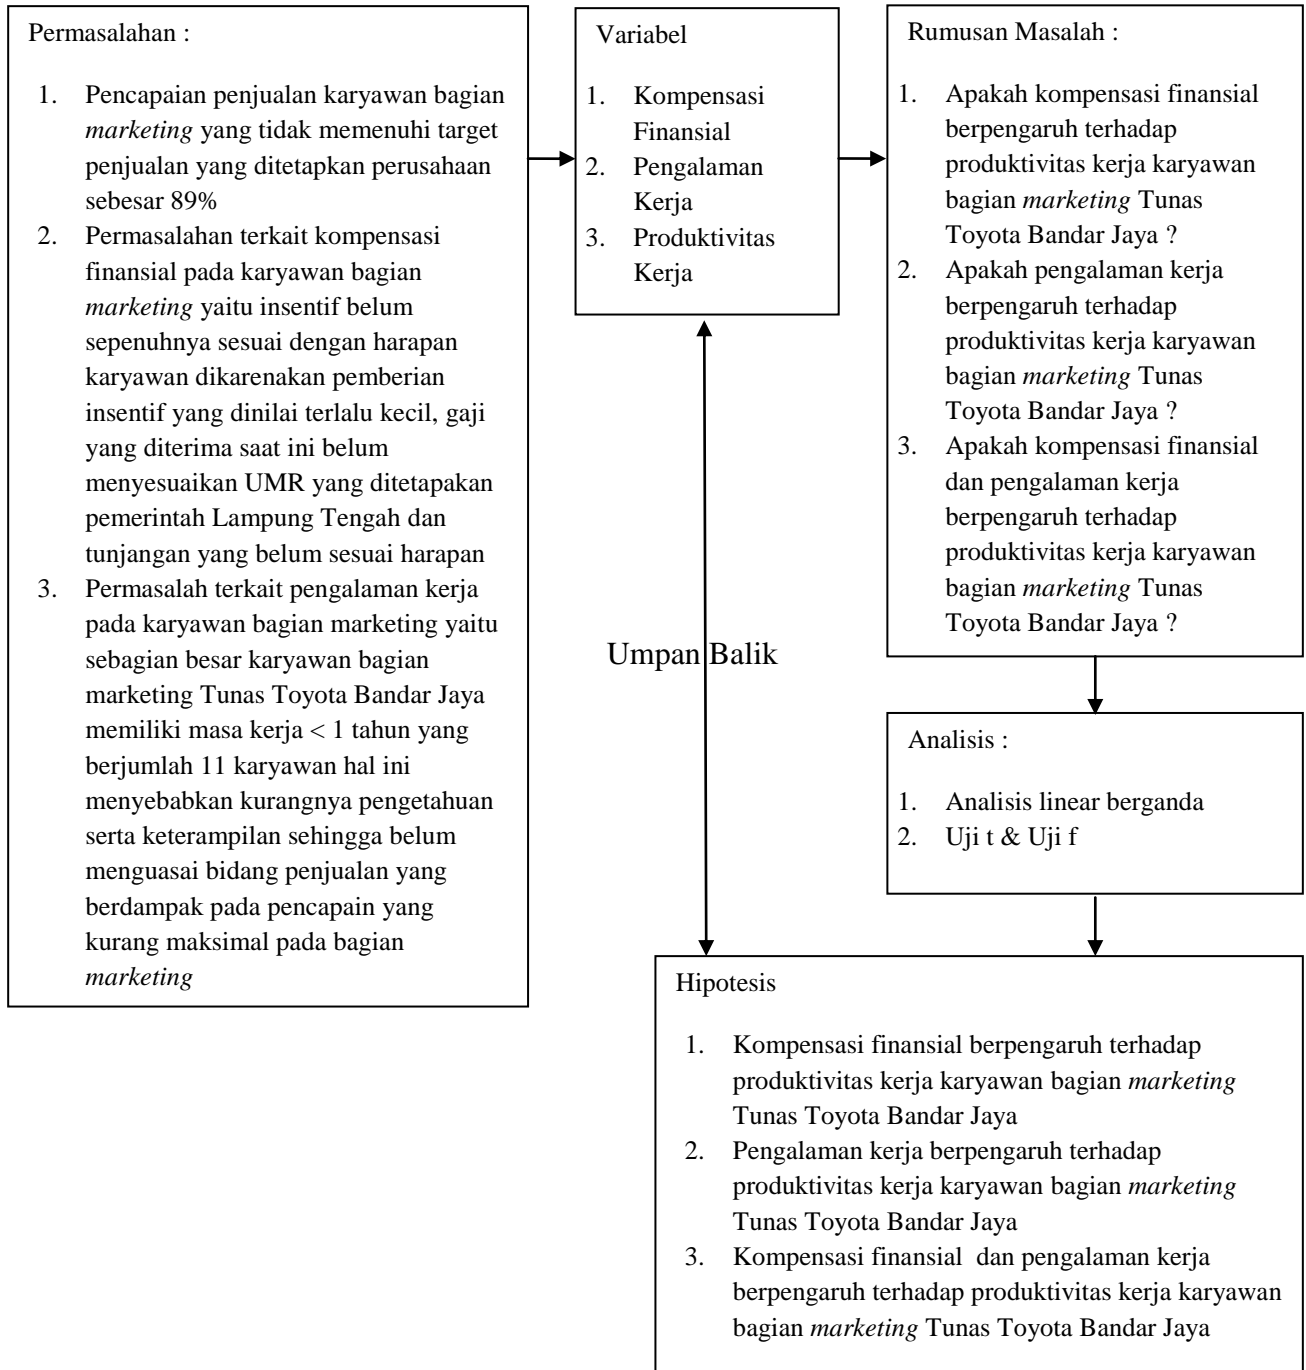 Permasalahan :
1. Pencapaian penjualan karyawan bagian
marketing yang tidak memenuhi target
penjualan yang ditetapkan perusahaan
sebesar 89%
2. Permasalahan terkait kompensasi
finansial pada karyawan bagian
marketing yaitu insentif belum
sepenuhnya sesuai dengan harapan
karyawan dikarenakan pemberian
insentif yang dinilai terlalu kecil, gaji
yang diterima saat ini belum
menyesuaikan UMR yang ditetapakan
pemerintah Lampung Tengah dan
tunjangan yang belum sesuai harapan
3. Permasalah terkait pengalaman kerja
pada karyawan bagian marketing yaitu
sebagian besar karyawan bagian
marketing Tunas Toyota Bandar Jaya
memiliki masa kerja < 1 tahun yang
berjumlah 11 karyawan hal ini
menyebabkan kurangnya pengetahuan
serta keterampilan sehingga belum
menguasai bidang penjualan yang
berdampak pada pencapain yang
kurang maksimal pada bagian
marketing
Variabel
1. Kompensasi
Finansial
2. Pengalaman
Kerja
3. Produktivitas
Kerja
Rumusan Masalah :
1. Apakah kompensasi finansial
berpengaruh terhadap
produktivitas kerja karyawan
bagian marketing Tunas
Toyota Bandar Jaya ?
2. Apakah pengalaman kerja
berpengaruh terhadap
produktivitas kerja karyawan
bagian marketing Tunas
Toyota Bandar Jaya ?
3. Apakah kompensasi finansial
dan pengalaman kerja
berpengaruh terhadap
produktivitas kerja karyawan
bagian marketing Tunas
Toyota Bandar Jaya ?
Umpan Balik
Analisis :
1. Analisis linear berganda
2. Uji t & Uji f
Hipotesis
1. Kompensasi finansial berpengaruh terhadap
produktivitas kerja karyawan bagian marketing
Tunas Toyota Bandar Jaya
2. Pengalaman kerja berpengaruh terhadap
produktivitas kerja karyawan bagian marketing
Tunas Toyota Bandar Jaya
3. Kompensasi finansial dan pengalaman kerja
berpengaruh terhadap produktivitas kerja karyawan
bagian marketing Tunas Toyota Bandar Jaya